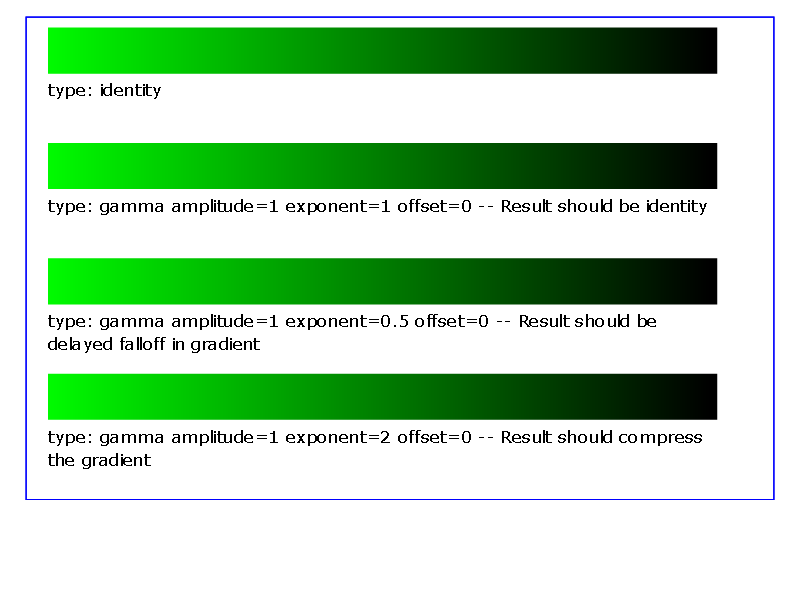 type: identity
type: gamma amplitude=1 exponent=1 offset=0 -- Result should be identity
type: gamma amplitude=1 exponent=0.5 offset=0 -- Result should be
delayed falloff in gradient
type: gamma amplitude=1 exponent=2 offset=0 -- Result should compress
the gradient